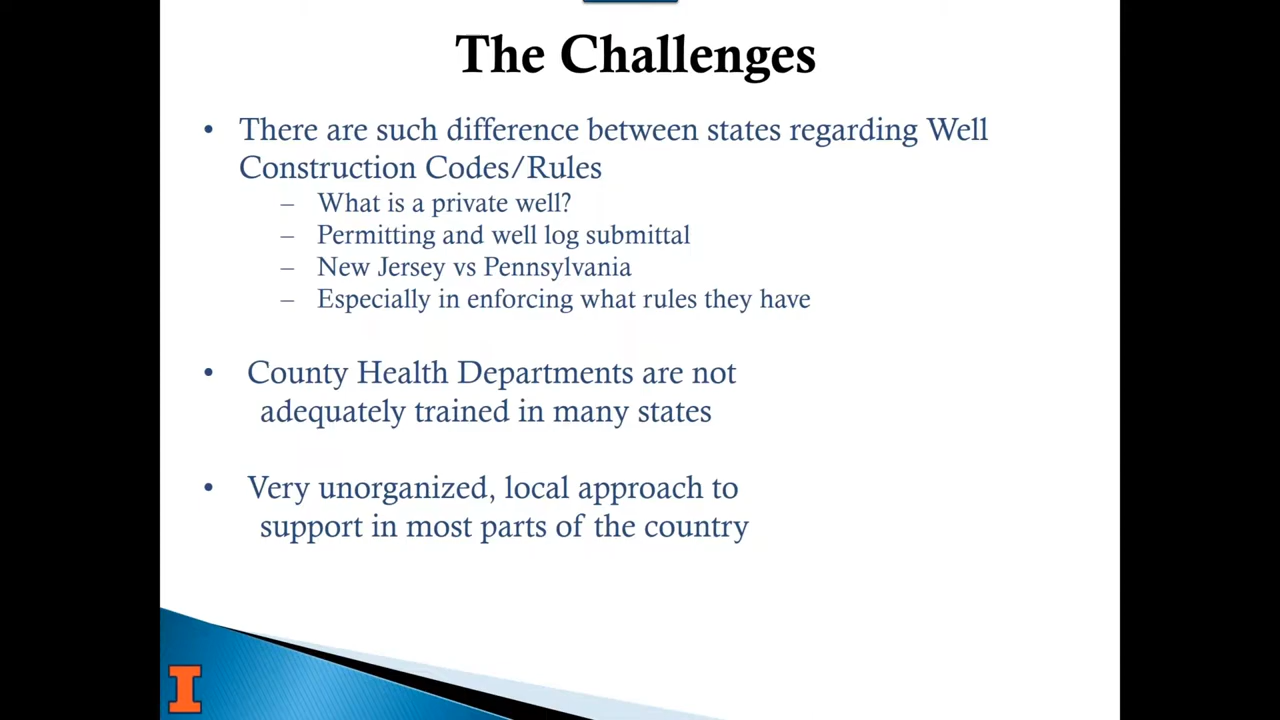 The Challenges
• There are such difference between states regarding Well
Construction Codes/Rules
– What is a private well?
– Permitting and well log submittal
– New Jersey vs Pennsylvania
– Especially in enforcing what rules they have
• County Health Departments are not
adequately trained in many states
• Very unorganized, local approach to
support in most parts of the country
I